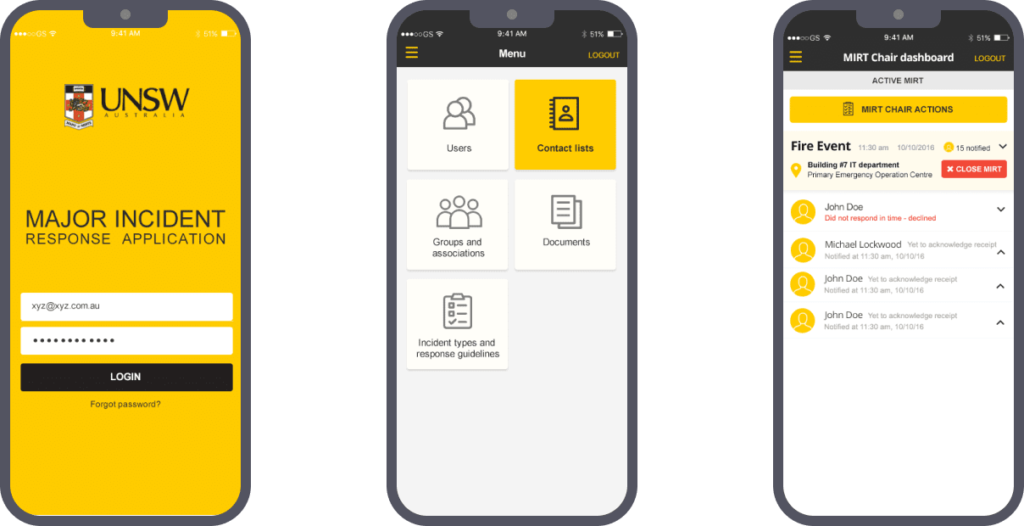 ●●●○○GS 9:41 AM 51%
UNSW
AUSTRALIA
MAJOR INCIDENT
RESPONSE APPLICATION
xyz@xyz.com.au
●●●●●●●●●●●●
LOGIN
Forgot password?
●●●○○GS 9:41 AM 51%
Menu LOGOUT
Users
Contact lists
Groups and
associations
Documents
Incident types and
response guidelines
●●●○○GS 9:41 AM 51%
MIRT Chair dashboard LOGOUT
ACTIVE MIRT
MIRT CHAIR ACTIONS
Fire Event 11:30 am 10/10/2016 15 notified
Building #7 IT department
Primary Emergency Operation Centre
CLOSE MIRT
John Doe
Did not respond in time - declined
Michael Lockwood Yet to acknowledge receipt
Notified at 11:30 am, 10/10/16
John Doe Yet to acknowledge receipt
Notified at 11:30 am, 10/10/16
John Doe Yet to acknowledge receipt
Notified at 11:30 am, 10/10/16